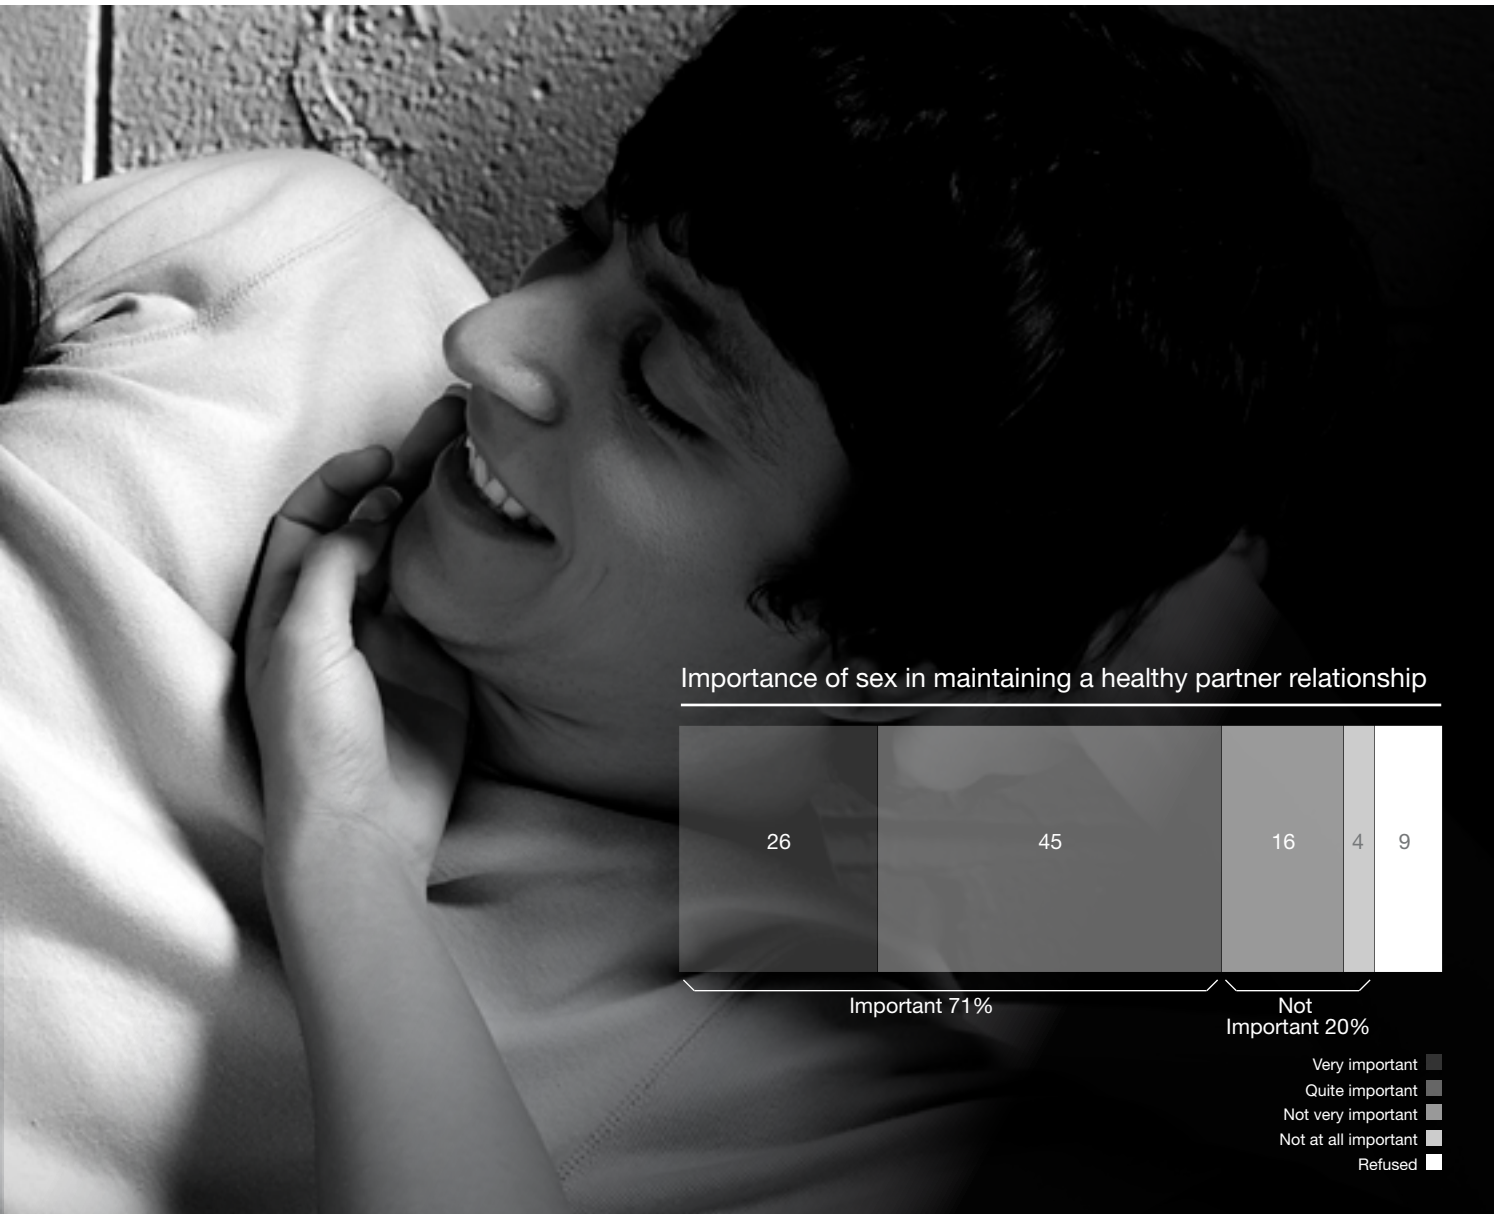 Importance of sex in maintaining a healthy partner relationship
26 45 16 4 9
Important 71%
Not
Important 20%
Very important
Quite important
Not very important
Not at all important
Refused